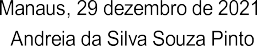 Manaus, 29 dezembro de 2021
Andreia da Silva Souza Pinto